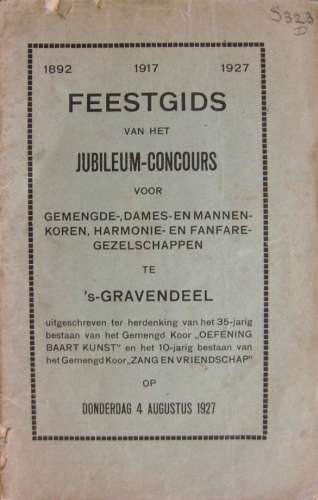 S323
D
1892 1917 1927
FEESTGIDS
VAN HET
JUBILEUM-CONCOURS
VOOR
GEMENGDE-, DAMES- EN MANNEN-
KOREN, HARMONIE- EN FANFARE-
GEZELSCHAPPEN
TE
's-GRAVENDEEL
uitgeschreven ter herdenking van het 35-jarig
bestaan van het Gemengd Koor „OEFENING
BAART KUNST" en het 10-jarig bestaan van
het Gemengd Koor „ZANG EN VRIENDSCHAP"
OP
DONDERDAG 4 AUGUSTUS 1927